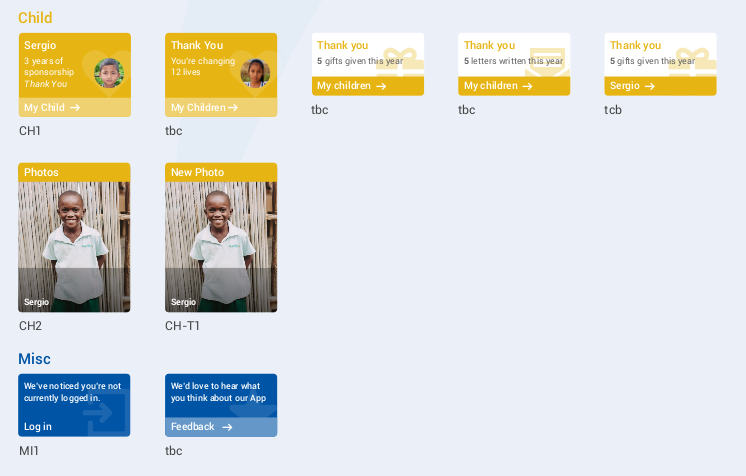 Child
Sergio
3 years of
sponsorship
Thank You
My Child →
CH1
Thank You
You're changing
12 lives
My Children →
tbc
Thank you
5 gifts given this year
My children →
tbc
Thank you
5 letters written this year
My children →
tbc
Thank you
5 gifts given this year
Sergio →
tcb
Photos
Sergio
CH2
New Photo
Sergio
CH-T1
Misc
We've noticed you're not
currently logged in.
Log in
MI1
We'd love to hear what
you think about our App
Feedback →
tbc